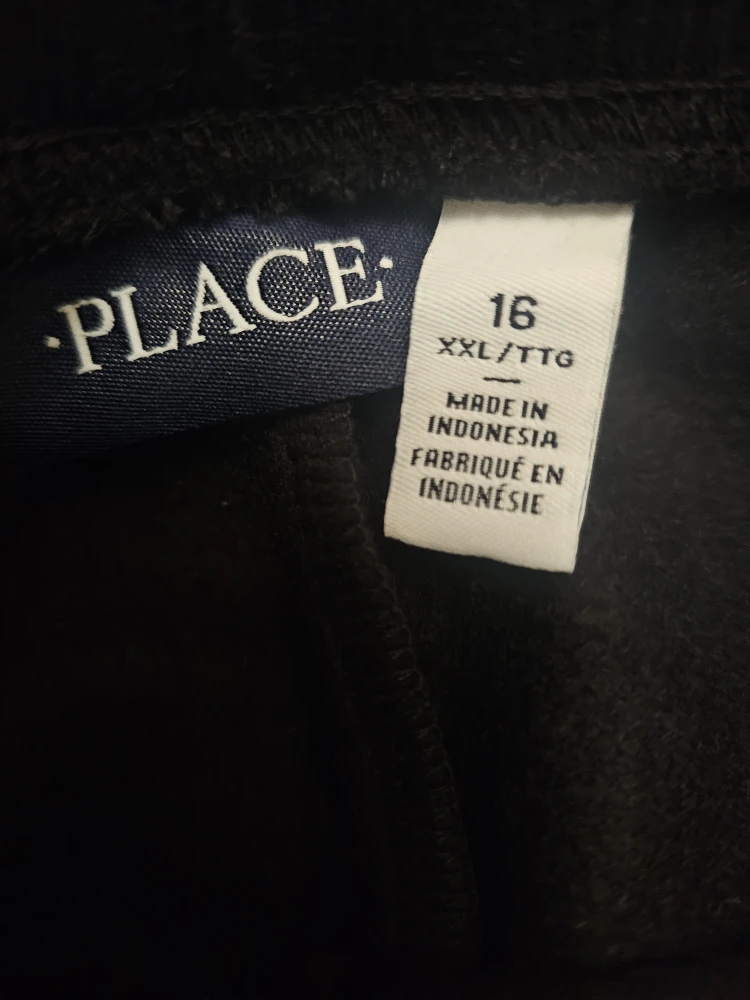 ·PLACE·
16
XXL/TTG
—
MADE IN
INDONESIA
FABRIQUÉ EN
INDONÉSIE